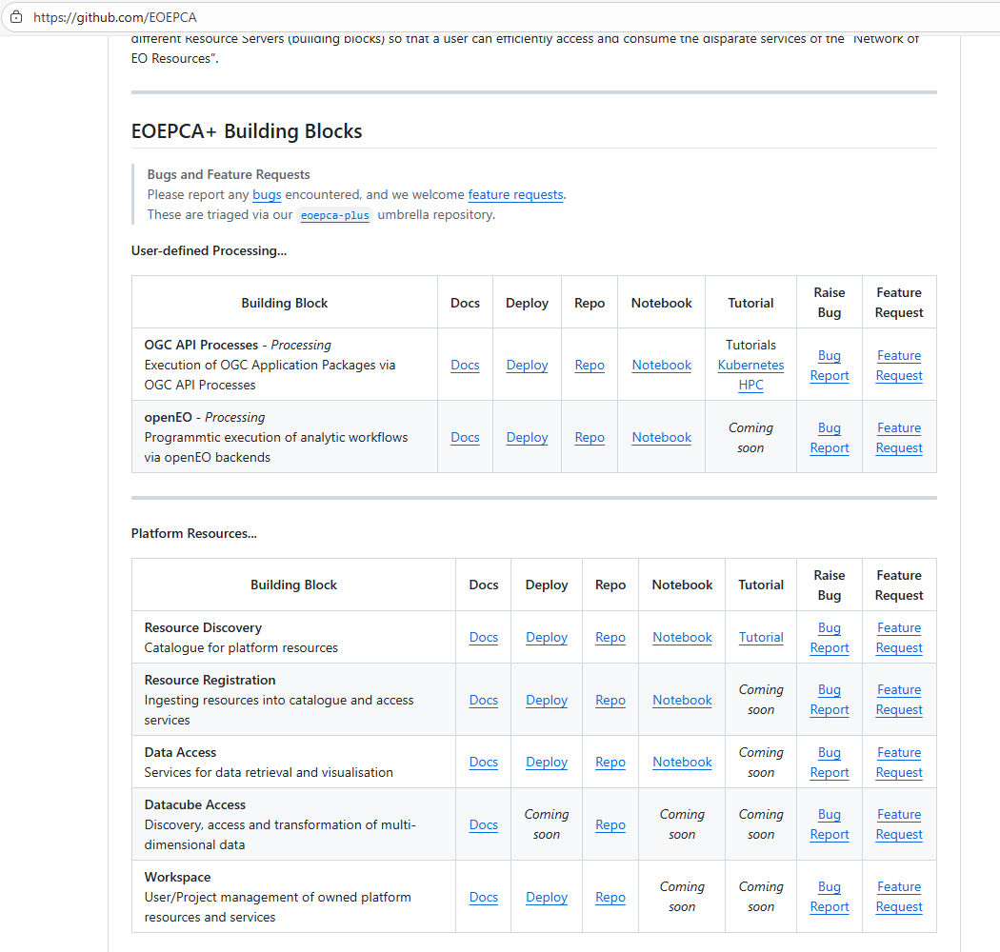 https://github.com/EOEPCA
different Resource Servers (building blocks) so that a user can efficiently access and consume the disparate services of the "Network of
EO Resources”.
EOEPCA+ Building Blocks
Bugs and Feature Requests
Please report any bugs encountered, and we welcome feature requests.
These are triaged via our eoepca-plus umbrella repository.
User-defined Processing...
Building Block Docs Deploy Repo Notebook Tutorial Raise Bug Feature Request
OGC API Processes - Processing
Execution of OGC Application Packages via
OGC API Processes
Docs Deploy Repo Notebook
Tutorials
Kubernetes
HPC
Bug
Report
Feature
Request
openEO - Processing
Programmtic execution of analytic workflows
via openEO backends
Docs Deploy Repo Notebook
Coming
soon
Bug
Report
Feature
Request
Platform Resources...
Building Block Docs Deploy Repo Notebook Tutorial Raise Bug Feature Request
Resource Discovery
Catalogue for platform resources
Docs Deploy Repo Notebook Tutorial
Bug
Report
Feature
Request
Resource Registration
Ingesting resources into catalogue and access
services
Docs Deploy Repo Notebook
Coming
soon
Bug
Report
Feature
Request
Data Access
Services for data retrieval and visualisation
Docs Deploy Repo Notebook
Coming
soon
Bug
Report
Feature
Request
Datacube Access
Discovery, access and transformation of multi-
dimensional data
Docs
Coming
soon
Repo
Coming
soon
Coming
soon
Bug
Report
Feature
Request
Workspace
User/Project management of owned platform
resources and services
Docs Deploy Repo
Coming
soon
Coming
soon
Bug
Report
Feature
Request